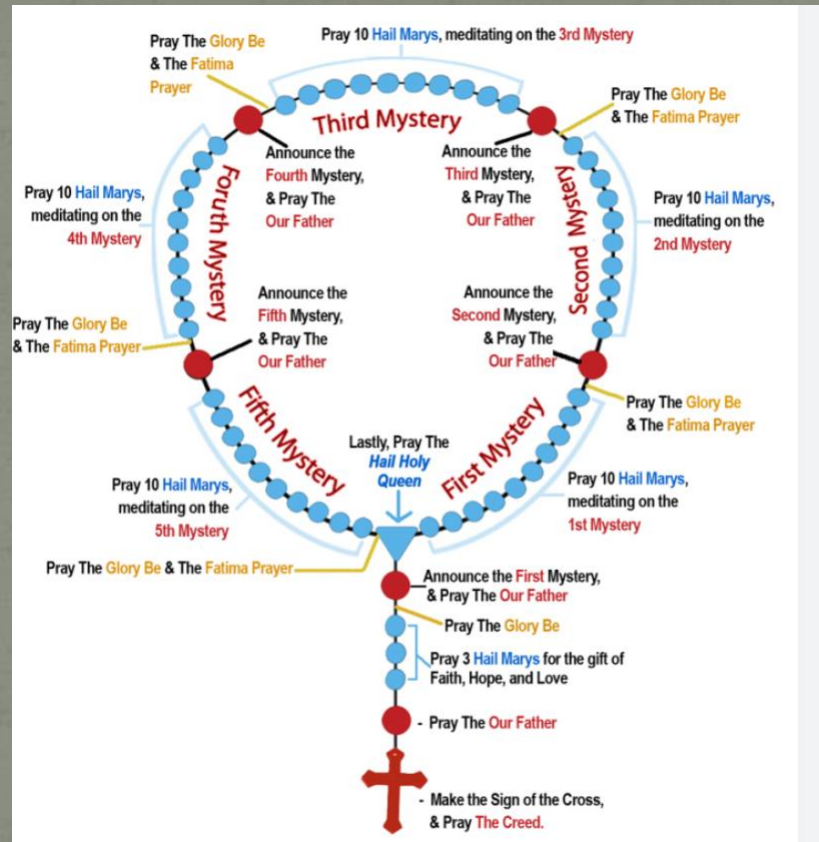 Pray 10 Hail Marys, meditating on the 3rd Mystery
Pray The Glory Be
& The Fatima
Prayer
Pray The Glory Be
& The Fatima Prayer
Third Mystery
Announce the
Fourth Mystery,
& Pray The
Our Father
Announce the
Third Mystery,
& Pray The
Our Father
Pray 10 Hail Marys,
meditating on the
4th Mystery
Foruth Mystery
Second Mystery
Pray 10 Hail Marys,
meditating on the
2nd Mystery
Announce the
Fifth Mystery,
& Pray The
Our Father
Announce the
Second Mystery,
& Pray The
Our Father
Pray The Glory Be
& The Fatima Prayer
Pray The Glory Be
& The Fatima Prayer
Fifth Mystery
First Mystery
Lastly, Pray The
Hail Holy
Queen
Pray 10 Hail Marys,
meditating on the
5th Mystery
Pray 10 Hail Marys,
meditating on the
1st Mystery
Pray The Glory Be & The Fatima Prayer
Announce the First Mystery,
& Pray The Our Father
Pray The Glory Be
Pray 3 Hail Marys for the gift of
Faith, Hope, and Love
- Pray The Our Father
- Make the Sign of the Cross,
& Pray The Creed.